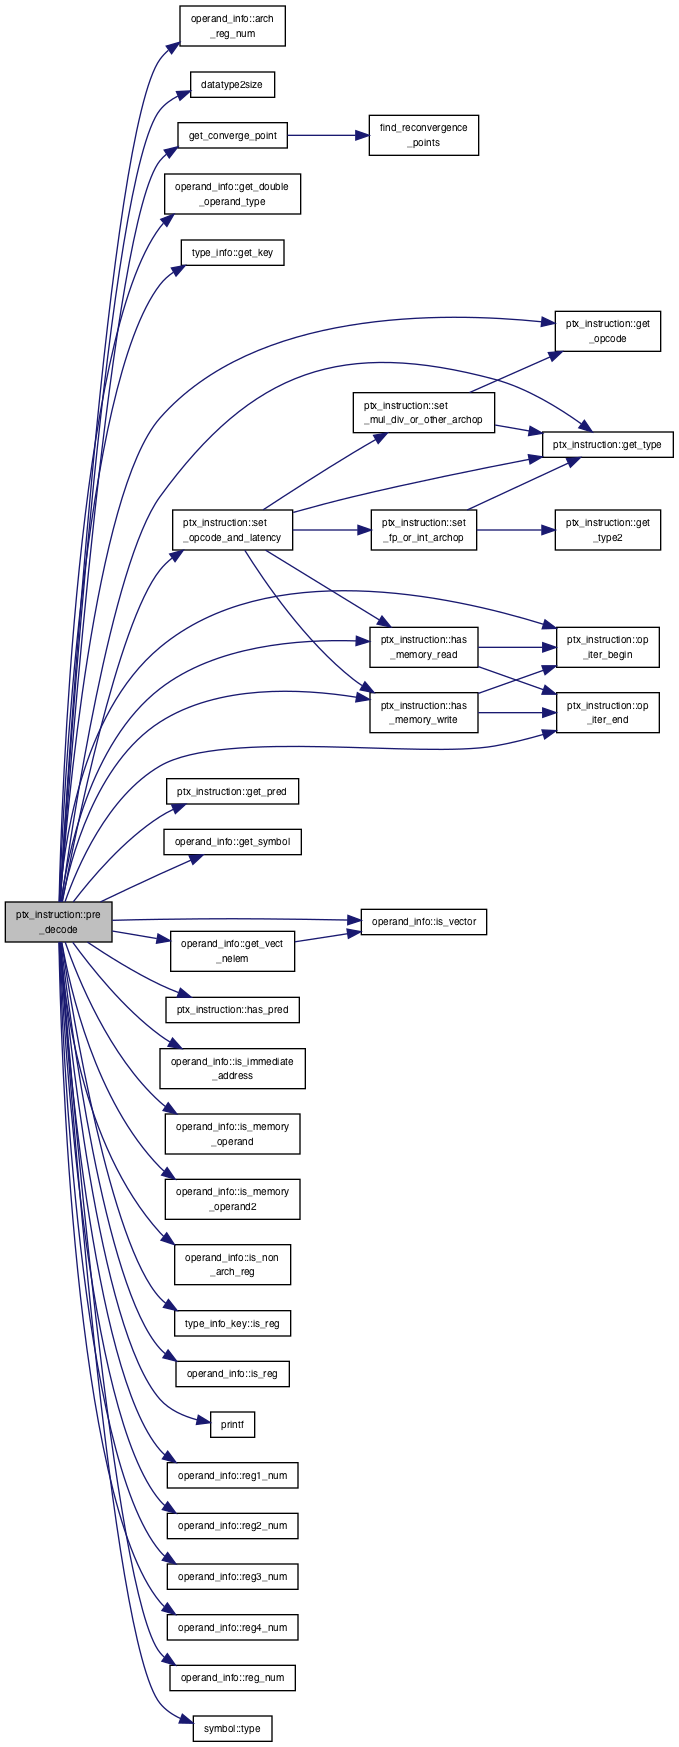 operand_info::arch
_reg_num
datatype2size
get_converge_point
find_reconvergence
_points
operand_info::get_double
_operand_type
type_info::get_key
ptx_instruction::get
_opcode
ptx_instruction::set
_mul_div_or_other_archop
ptx_instruction::get_type
ptx_instruction::set
_opcode_and_latency
ptx_instruction::set
_fp_or_int_archop
ptx_instruction::get
_type2
ptx_instruction::has
_memory_read
ptx_instruction::op
_iter_begin
ptx_instruction::has
_memory_write
ptx_instruction::op
_iter_end
ptx_instruction::get_pred
operand_info::get_symbol
ptx_instruction::pre
_decode
operand_info::is_vector
operand_info::get_vect
_nelem
ptx_instruction::has_pred
operand_info::is_immediate
_address
operand_info::is_memory
_operand
operand_info::is_memory
_operand2
operand_info::is_non
_arch_reg
type_info_key::is_reg
operand_info::is_reg
printf
operand_info::reg1_num
operand_info::reg2_num
operand_info::reg3_num
operand_info::reg4_num
operand_info::reg_num
symbol::type